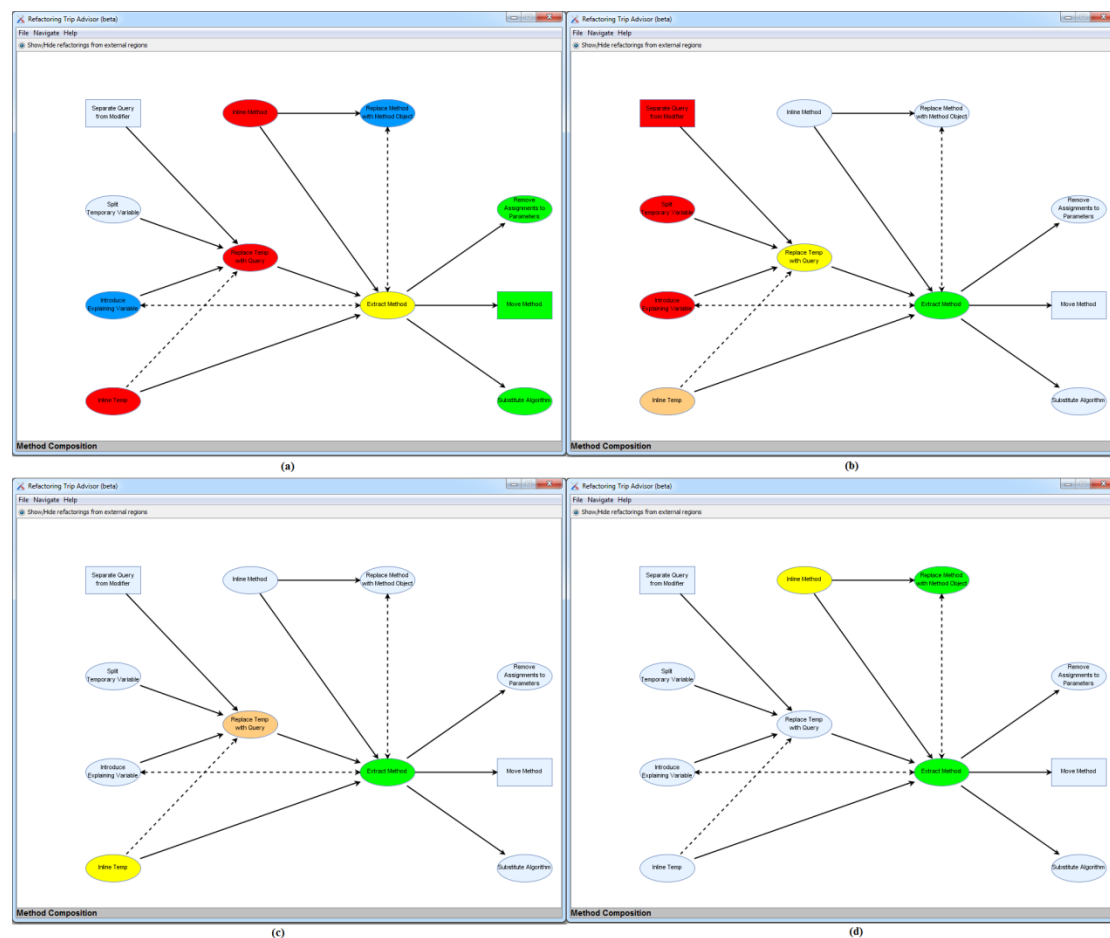 Refactoring Trip Advisor (beta)
File Navigate Help
Show/Hide refactorings from external regions
Separate Query
from Modifier
Inline Method
Replace Method
with Method Object
Split
Temporary Variable
Remove
Assignments to
Parameters
Replace Temp
with Query
Introduce
Explaining Variable
Extract Method
Move Method
Inline Temp
Substitute Algorithm
Method Composition
(a)
Refactoring Trip Advisor (beta)
File Navigate Help
Show/Hide refactorings from external regions
Separate Query
from Modifier
Inline Method
Replace Method
with Method Object
Split
Temporary Variable
Remove
Assignments to
Parameters
Replace Temp
with Query
Introduce
Explaining Variable
Extract Method
Move Method
Inline Temp
Substitute Algorithm
Method Composition
(b)
Refactoring Trip Advisor (beta)
File Navigate Help
Show/Hide refactorings from external regions
Separate Query
from Modifier
Inline Method
Replace Method
with Method Object
Split
Temporary Variable
Remove
Assignments to
Parameters
Replace Temp
with Query
Introduce
Explaining Variable
Extract Method
Move Method
Inline Temp
Substitute Algorithm
Method Composition
(c)
Refactoring Trip Advisor (beta)
File Navigate Help
Show/Hide refactorings from external regions
Separate Query
from Modifier
Inline Method
Replace Method
with Method Object
Split
Temporary Variable
Remove
Assignments to
Parameters
Replace Temp
with Query
Introduce
Explaining Variable
Extract Method
Move Method
Inline Temp
Substitute Algorithm
Method Composition
(d)